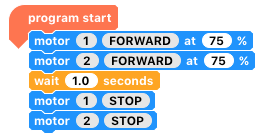 program start
motor 1 FORWARD at 75 %
motor 2 FORWARD at 75 %
wait 1.0 seconds
motor 1 STOP
motor 2 STOP